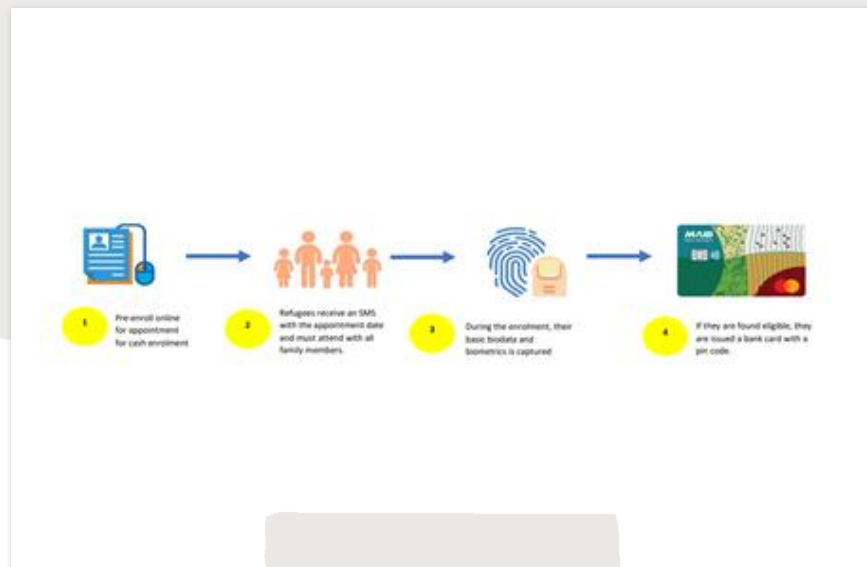 MAIB
1
Pre-enroll online
for appointment
for cash enrolment
2
Refugees receive an SMS
with the appointment date
and must attend with all
family members.
3
During the enrolment, their
basic biodata and
biometrics is captured
4
If they are found eligible, they
are issued a bank card with a
pin code.